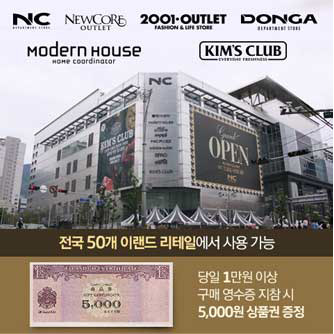 NC
DEPARTMENT STORE
NEWCORE
OUTLET
2001·OUTLET
FASHION & LIFE STORE
DONGA
DEPARTMENT STORE
MODERN HOUSE
HOME COORDINATOR
KIM'S CLUB
EVERYDAY FRESHNESS
NC
KIM'S CLUB
Grand
OPEN
NC
전국 50개 이랜드 리테일에서 사용 가능
GIFT CERTIFICATE
5,000
당일 1만원 이상
구매 영수증 지참 시
5,000원 상품권 증정